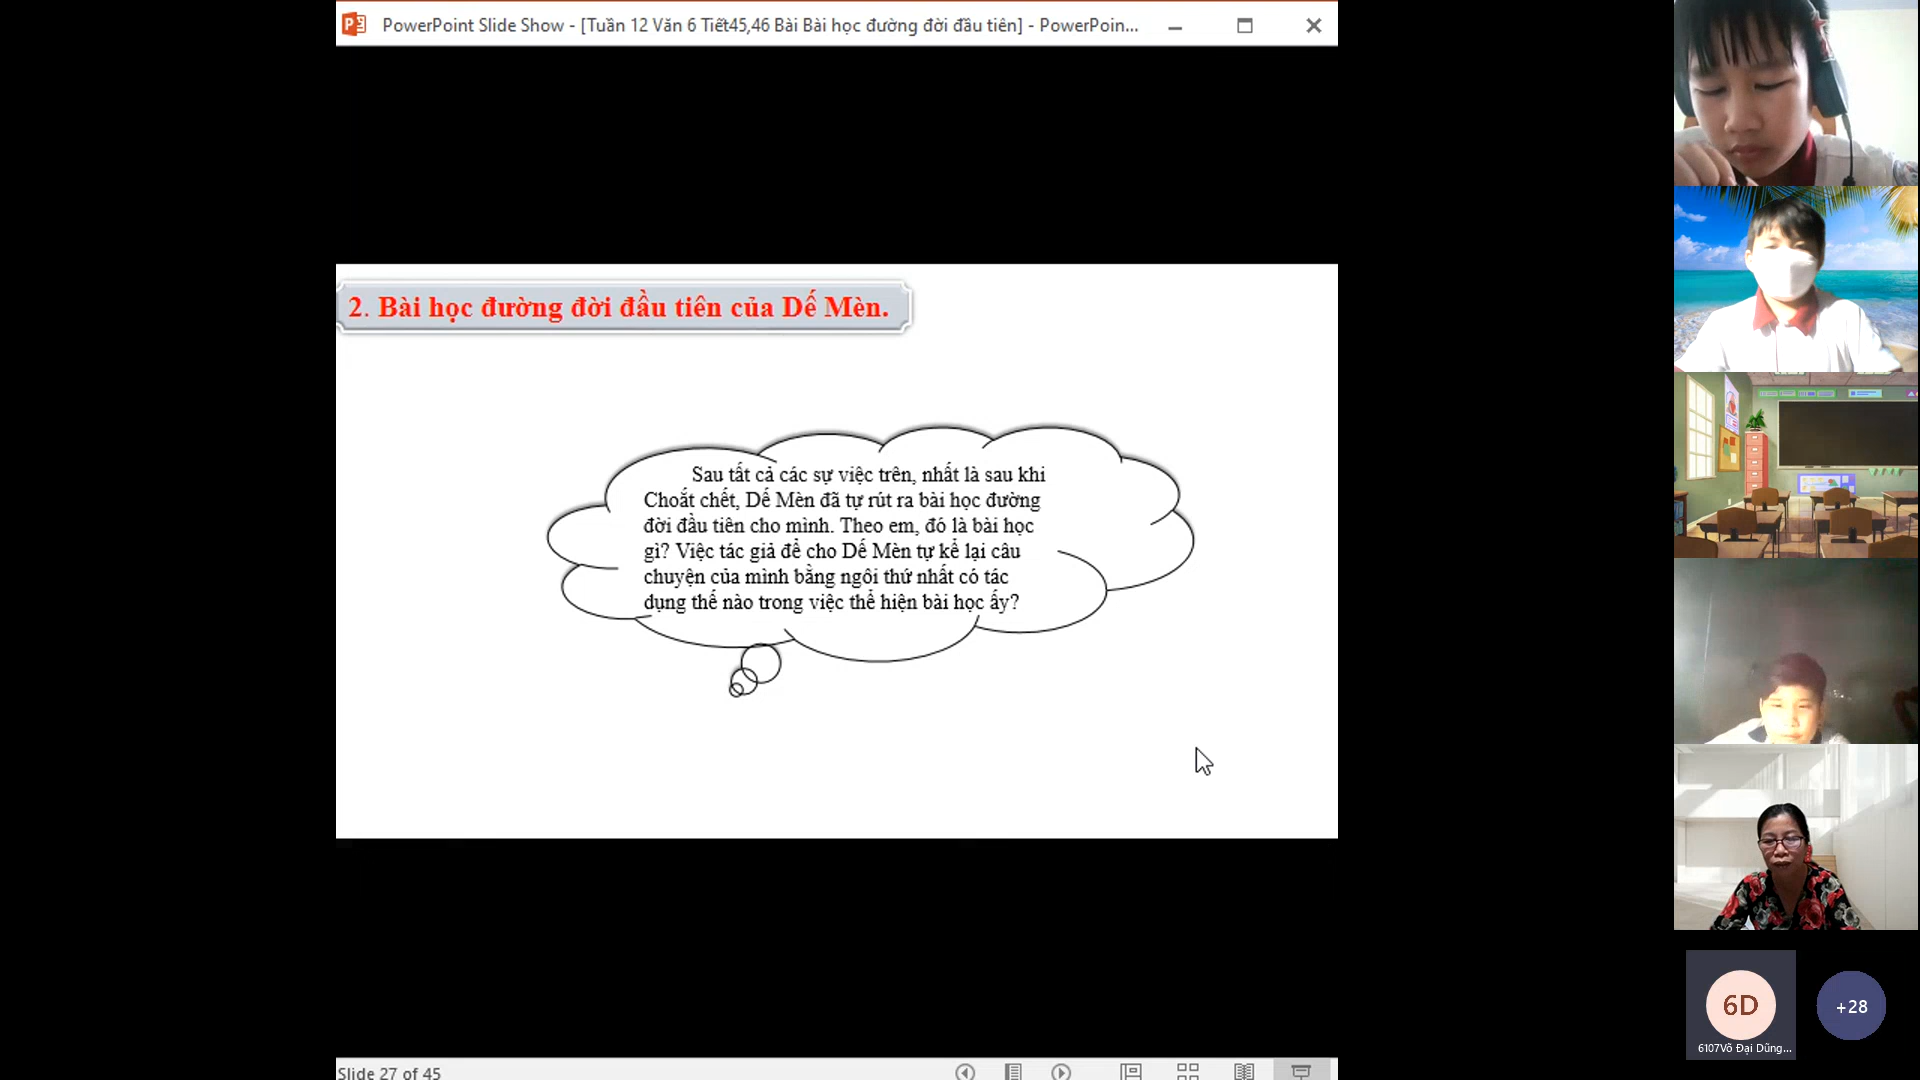 PowerPoint Slide Show - [Tuần 12 Văn 6 Tiết45,46 Bài Bài học đường đời đầu tiên] - PowerPoin...
2. Bài học đường đời đầu tiên của Dế Mèn.
Sau tất cả các sự việc trên, nhất là sau khi
Choắt chết, Dế Mèn đã tự rút ra bài học đường
đời đầu tiên cho mình. Theo em, đó là bài học
gì? Việc tác giả để cho Dế Mèn tự kể lại câu
chuyện của mình bằng ngôi thứ nhất có tác
dụng thế nào trong việc thể hiện bài học ấy?
6D
+28
6107Võ Đại Dũng...
Slide 27 of 45